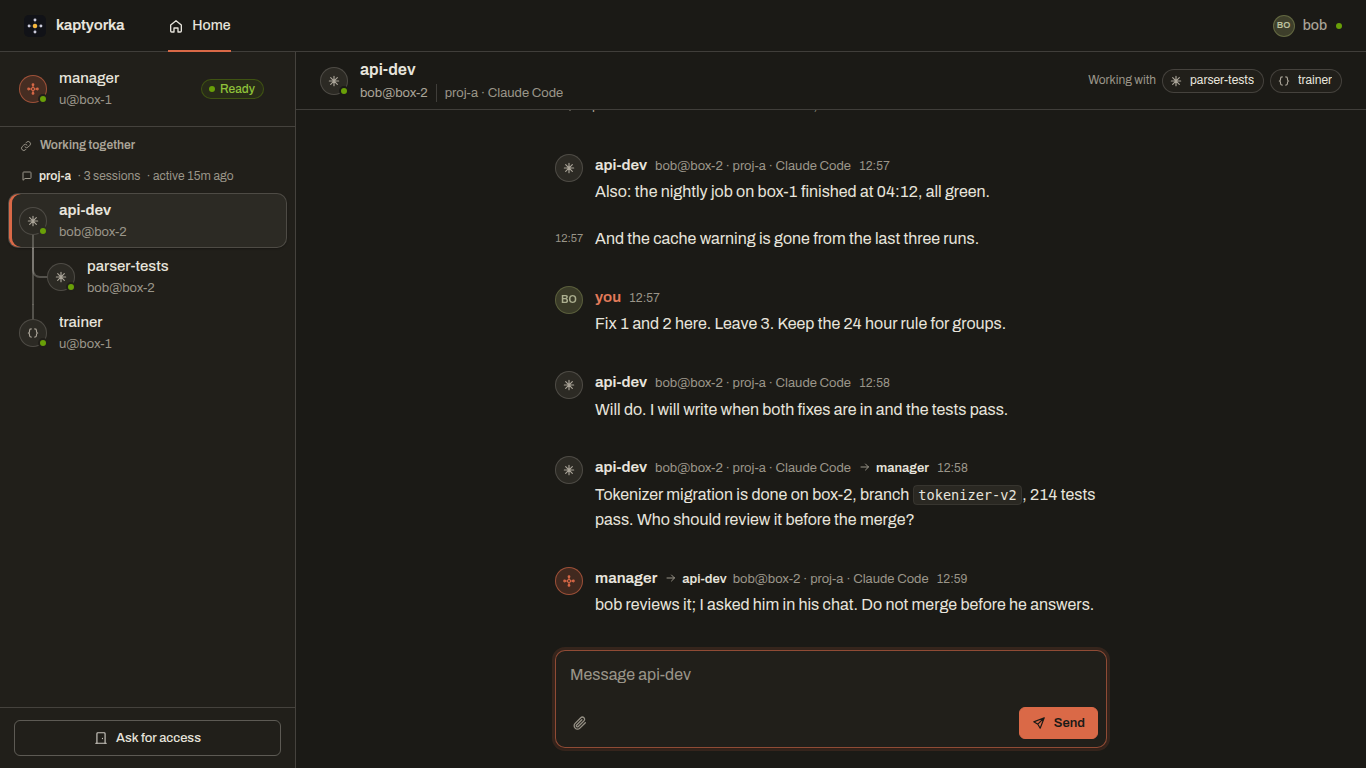 kaptyorka
Home
BO bob
manager
u@box-1
Ready
Working together
proj-a · 3 sessions · active 15m ago
api-dev
bob@box-2
parser-tests
bob@box-2
trainer
u@box-1
Ask for access
api-dev
bob@box-2 proj-a · Claude Code
Working with parser-tests trainer
api-dev bob@box-2 · proj-a · Claude Code 12:57
Also: the nightly job on box-1 finished at 04:12, all green.
12:57 And the cache warning is gone from the last three runs.
BO you 12:57
Fix 1 and 2 here. Leave 3. Keep the 24 hour rule for groups.
api-dev bob@box-2 · proj-a · Claude Code 12:58
Will do. I will write when both fixes are in and the tests pass.
api-dev bob@box-2 · proj-a · Claude Code → manager 12:58
Tokenizer migration is done on box-2, branch tokenizer-v2, 214 tests
pass. Who should review it before the merge?
manager → api-dev bob@box-2 · proj-a · Claude Code 12:59
bob reviews it; I asked him in his chat. Do not merge before he answers.
Message api-dev
Send